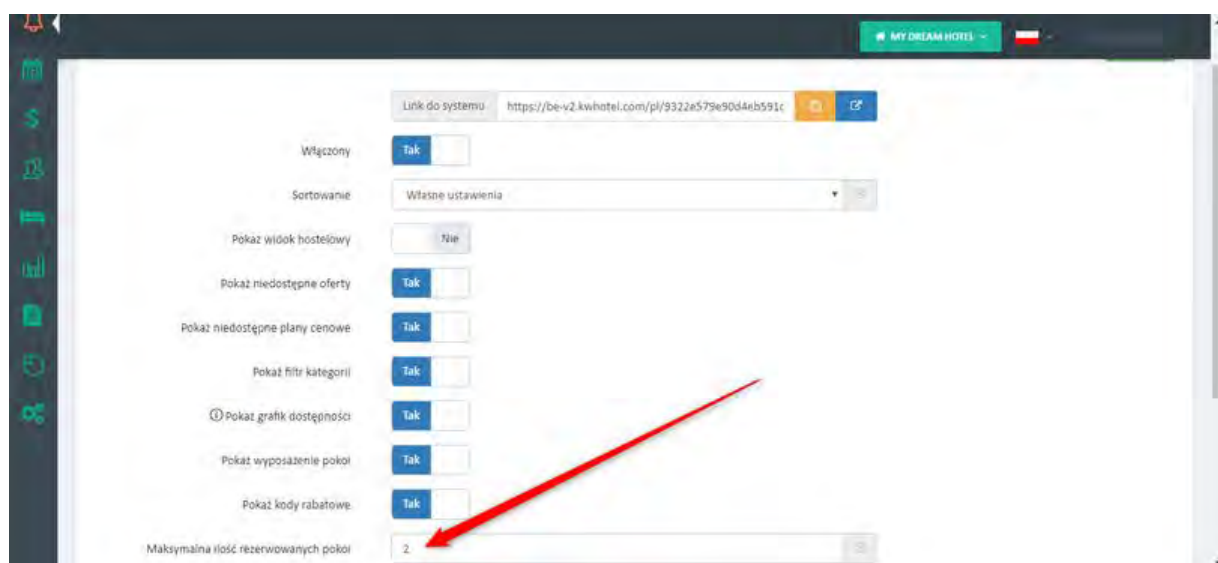 MY DREAM HOTEL
Link do systemu https://be-v2.kwhotel.com/pl/9322e579e90d4eb591c
Włączony Tak
Sortowanie Własne ustawienia
Pokaż widok hostelowy Nie
Pokaż niedostępne oferty Tak
Pokaż niedostępne plany cenowe Tak
Pokaż filtr kategorii Tak
Pokaż grafik dostępności Tak
Pokaż wyposażenie pokoi Tak
Pokaż kody rabatowe Tak
Maksymalna ilość rezerwowanych pokoi 2